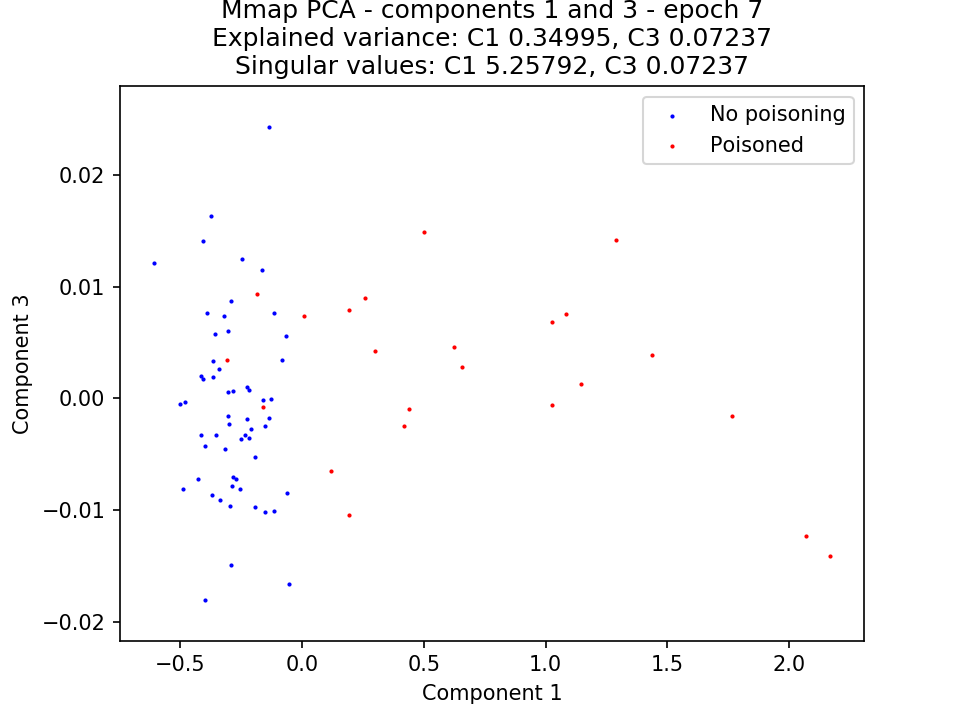 Mmap PCA - components 1 and 3 - epoch 7
Explained variance: C1 0.34995, C3 0.07237
Singular values: C1 5.25792, C3 0.07237
No poisoning
Poisoned
0.02
0.01
0.00
−0.01
−0.02
Component 3
−0.5
0.0
0.5
1.0
1.5
2.0
Component 1